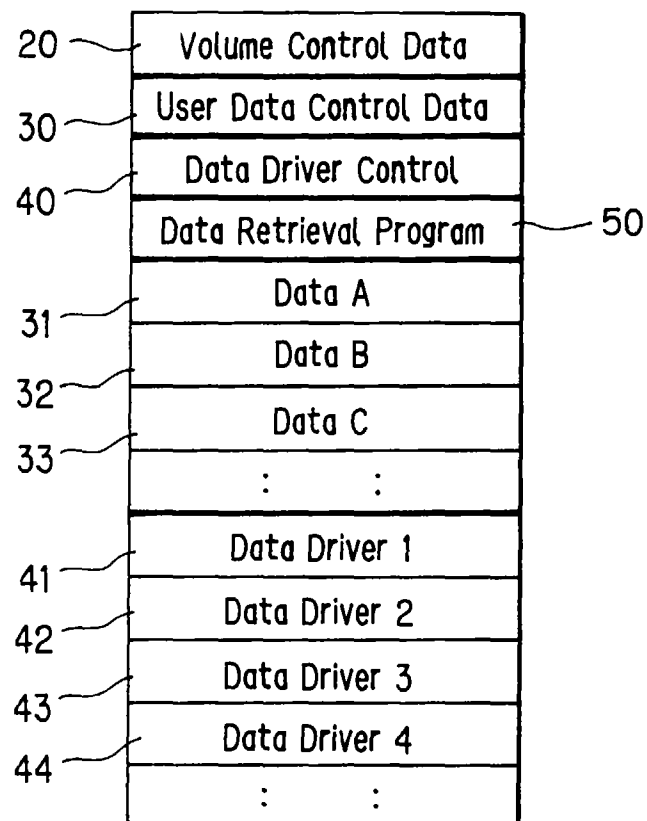 20 Volume Control Data
30 User Data Control Data
40 Data Driver Control
Data Retrieval Program 50
31 Data A
32 Data B
33 Data C
: :
41 Data Driver 1
42 Data Driver 2
43 Data Driver 3
44 Data Driver 4
: :